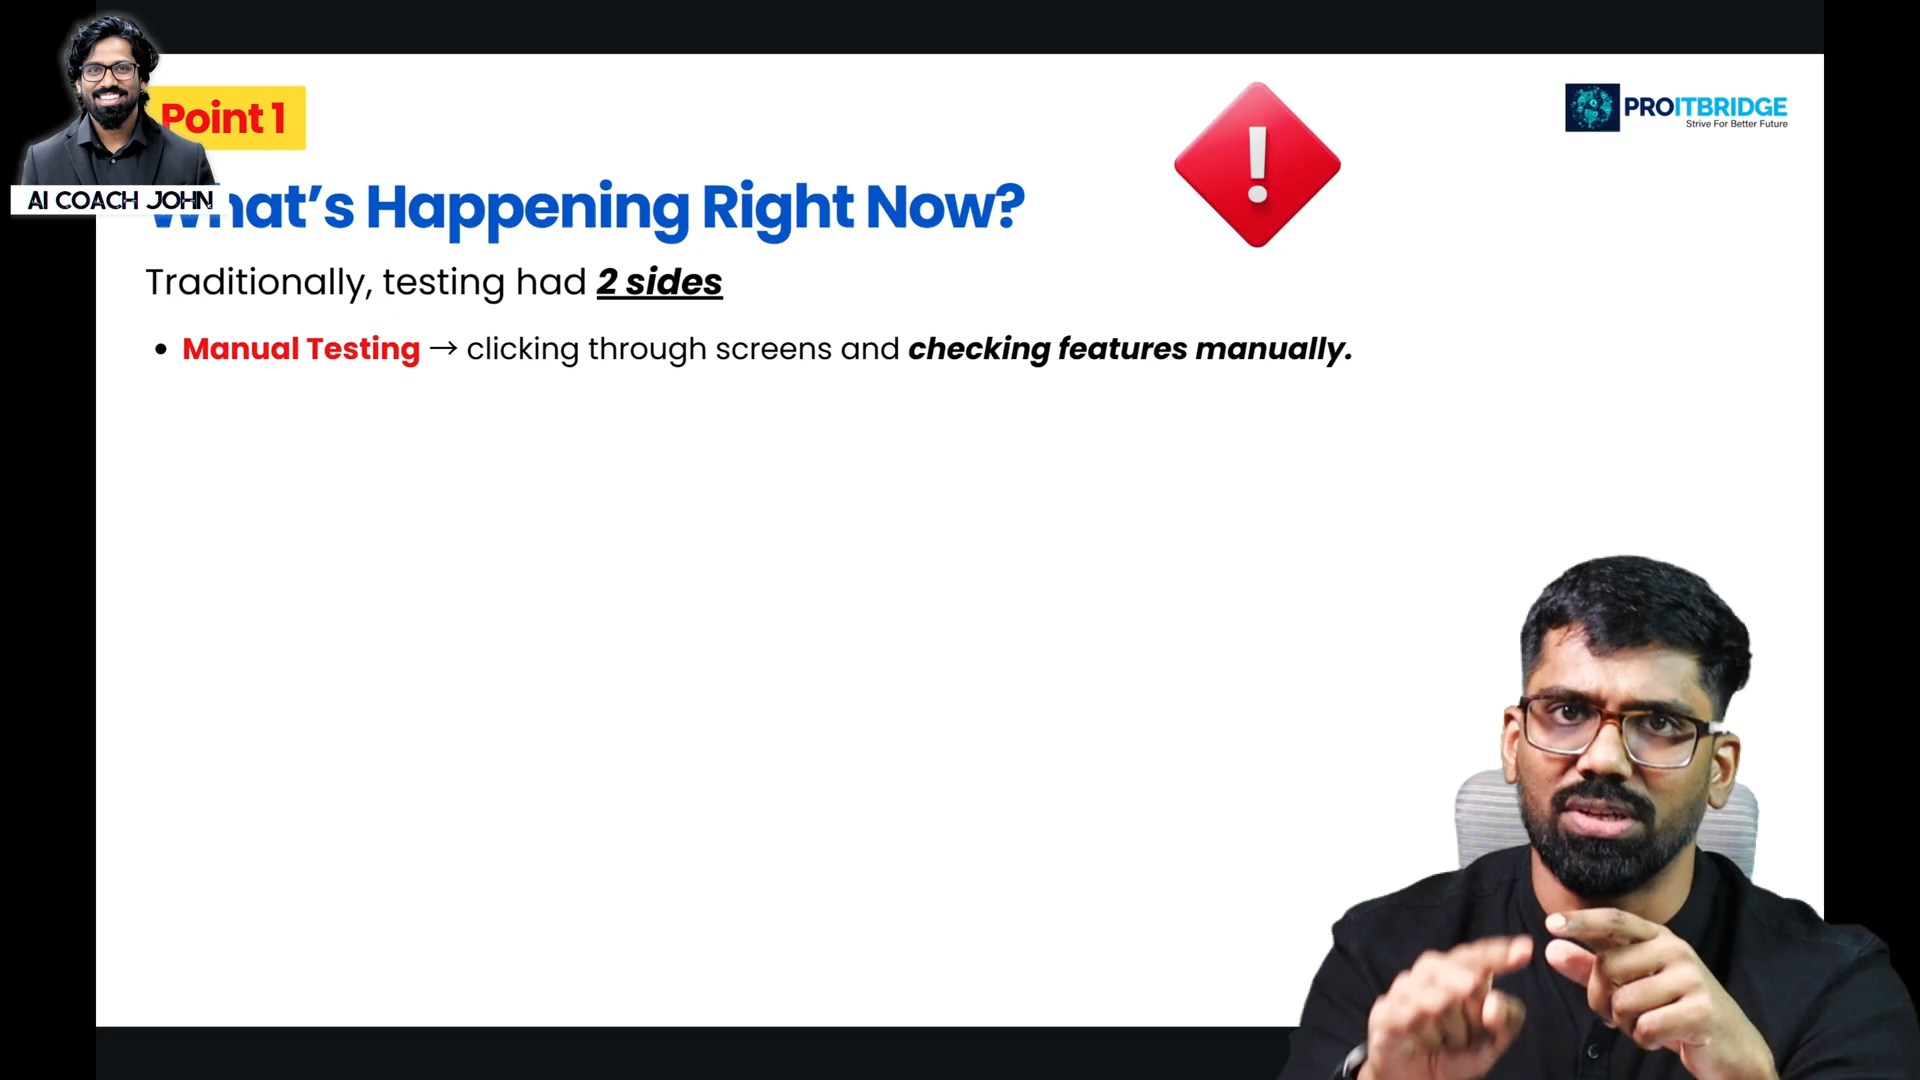 Point 1
PROITBRIDGE
Strive For Better Future
AI COACH JOHN
What's Happening Right Now?
Traditionally, testing had 2 sides
• Manual Testing → clicking through screens and checking features manually.